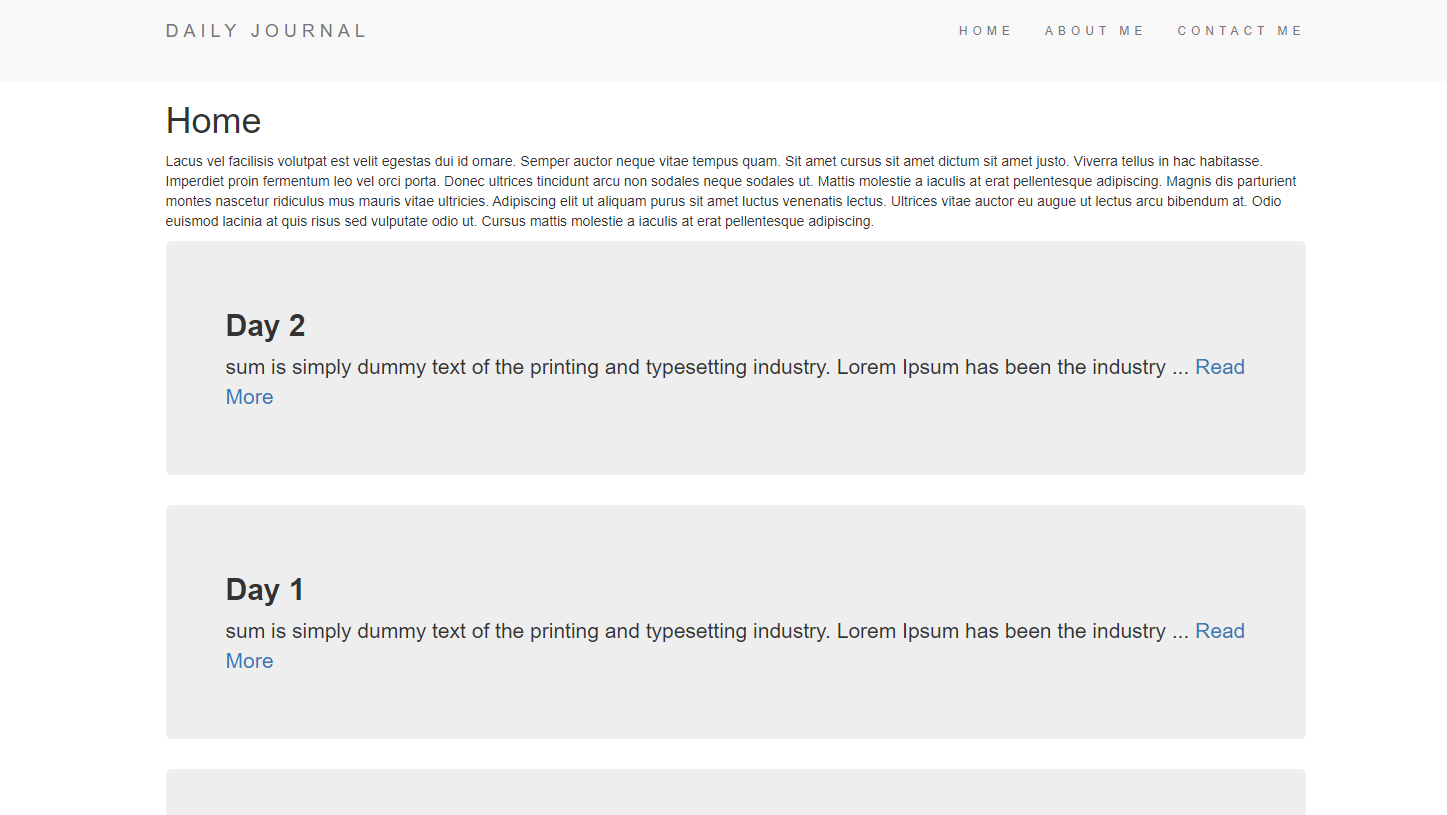 DAILY JOURNAL
HOME ABOUT ME CONTACT ME
Home
Lacus vel facilisis volutpat est velit egestas dui id ornare. Semper auctor neque vitae tempus quam. Sit amet cursus sit amet dictum sit amet justo. Viverra tellus in hac habitasse.
Imperdiet proin fermentum leo vel orci porta. Donec ultrices tincidunt arcu non sodales neque sodales ut. Mattis molestie a iaculis at erat pellentesque adipiscing. Magnis dis parturient
montes nascetur ridiculus mus mauris vitae ultricies. Adipiscing elit ut aliquam purus sit amet luctus venenatis lectus. Ultrices vitae auctor eu augue ut lectus arcu bibendum at. Odio
euismod lacinia at quis risus sed vulputate odio ut. Cursus mattis molestie a iaculis at erat pellentesque adipiscing.
Day 2
sum is simply dummy text of the printing and typesetting industry. Lorem Ipsum has been the industry ... Read
More
Day 1
sum is simply dummy text of the printing and typesetting industry. Lorem Ipsum has been the industry ... Read
More